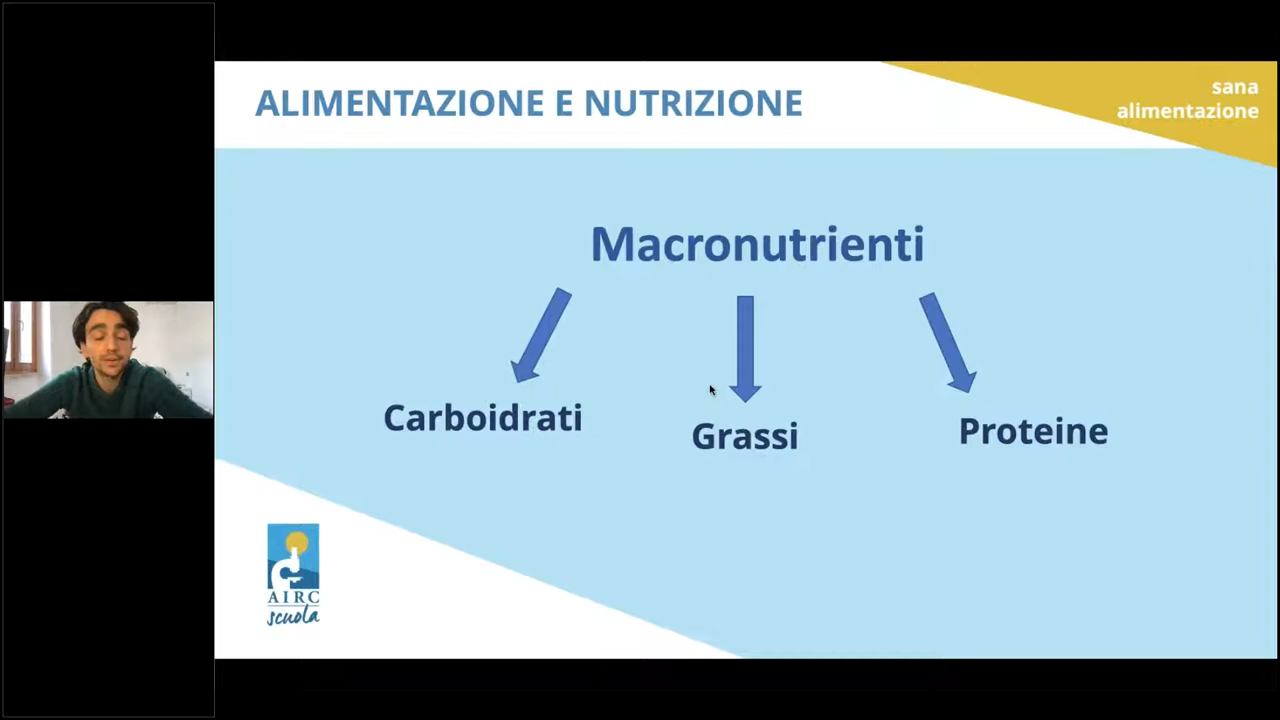 ALIMENTAZIONE E NUTRIZIONE
sana
alimentazione
Macronutrienti
Carboidrati
Grassi
Proteine
AIRC
scuola